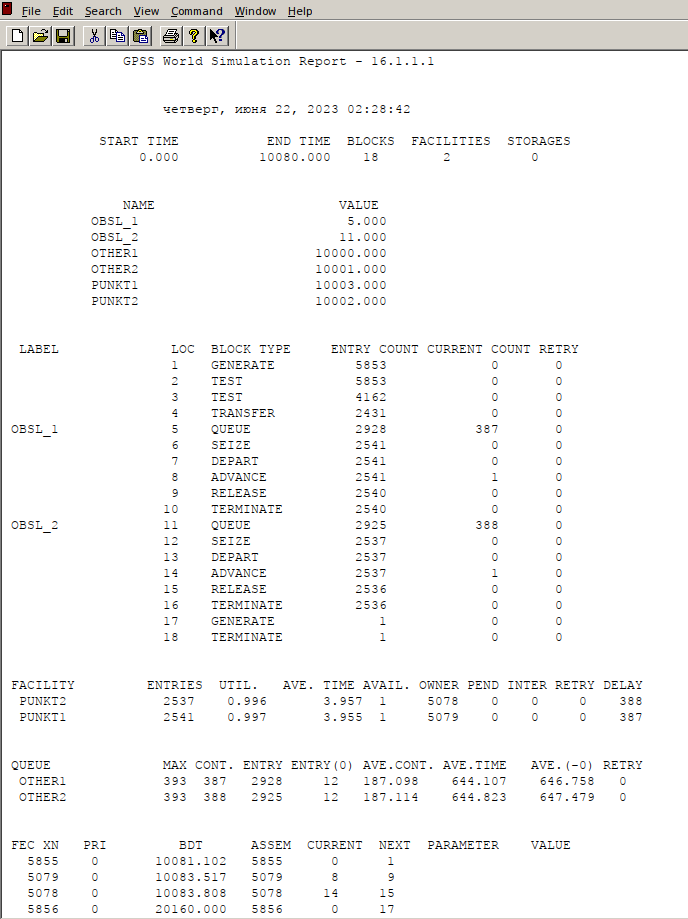 File Edit Search View Command Window Help
GPSS World Simulation Report - 16.1.1.1
четверг, июня 22, 2023 02:28:42
START TIME END TIME BLOCKS FACILITIES STORAGES
0.000 10080.000 18 2 0
NAME VALUE
OBSL_1 5.000
OBSL_2 11.000
OTHER1 10000.000
OTHER2 10001.000
PUNKT1 10003.000
PUNKT2 10002.000
LABEL LOC BLOCK TYPE ENTRY COUNT CURRENT COUNT RETRY
1 GENERATE 5853 0 0
2 TEST 5853 0 0
3 TEST 4162 0 0
4 TRANSFER 2431 0 0
OBSL_1 5 QUEUE 2928 387 0
6 SEIZE 2541 0 0
7 DEPART 2541 0 0
8 ADVANCE 2541 1 0
9 RELEASE 2540 0 0
10 TERMINATE 2540 0 0
OBSL_2 11 QUEUE 2925 388 0
12 SEIZE 2537 0 0
13 DEPART 2537 0 0
14 ADVANCE 2537 1 0
15 RELEASE 2536 0 0
16 TERMINATE 2536 0 0
17 GENERATE 1 0 0
18 TERMINATE 1 0 0
FACILITY ENTRIES UTIL. AVE. TIME AVAIL. OWNER PEND INTER RETRY DELAY
PUNKT2 2537 0.996 3.957 1 5078 0 0 0 388
PUNKT1 2541 0.997 3.955 1 5079 0 0 0 387
QUEUE MAX CONT. ENTRY ENTRY(0) AVE.CONT. AVE.TIME AVE.(-0) RETRY
OTHER1 393 387 2928 12 187.098 644.107 646.758 0
OTHER2 393 388 2925 12 187.114 644.823 647.479 0
FEC XN PRI BDT ASSEM CURRENT NEXT PARAMETER VALUE
5855 0 10081.102 5855 0 1
5079 0 10083.517 5079 8 9
5078 0 10083.808 5078 14 15
5856 0 20160.000 5856 0 17